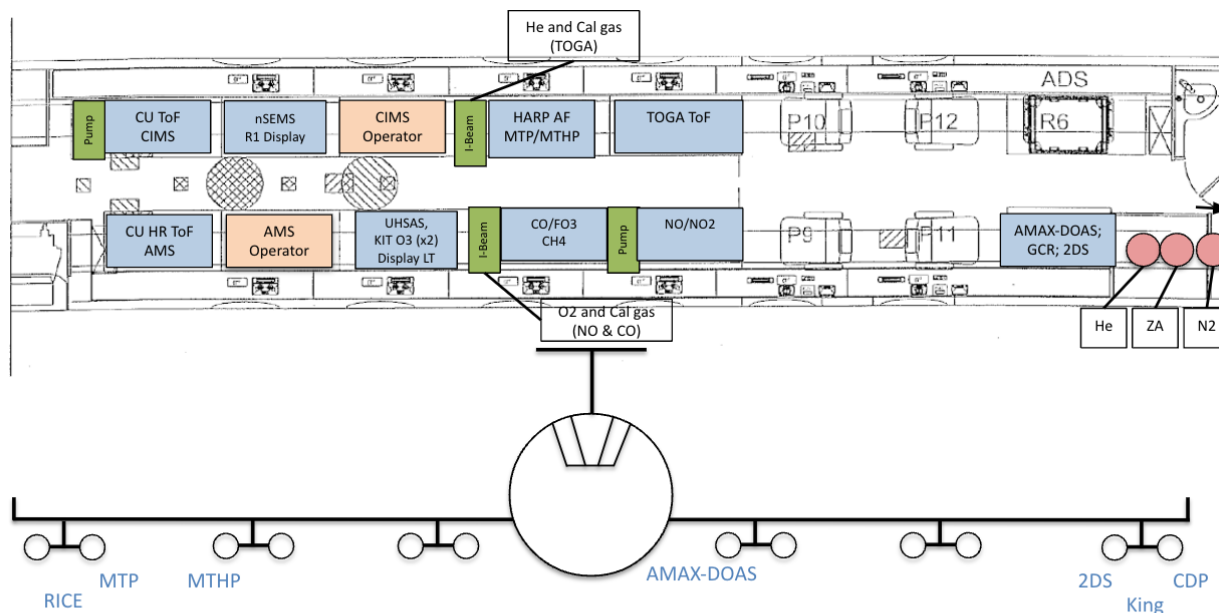 He and Cal gas
(TOGA)
ADS
Pump
CU ToF
CIMS
nSEMS
R1 Display
CIMS
Operator
I-Beam
HARP AF
MTP/MTHP
TOGA ToF
P10
P12
R6
CU HR ToF
AMS
AMS
Operator
UHSAS,
KIT O3 (x2)
Display LT
I-Beam
CO/FO3
CH4
Pump
NO/NO2
P9
P11
AMAX-DOAS;
GCR; 2DS
O2 and Cal gas
(NO & CO)
He
ZA
N2
RICE
MTP
MTHP
AMAX-DOAS
2DS
King
CDP